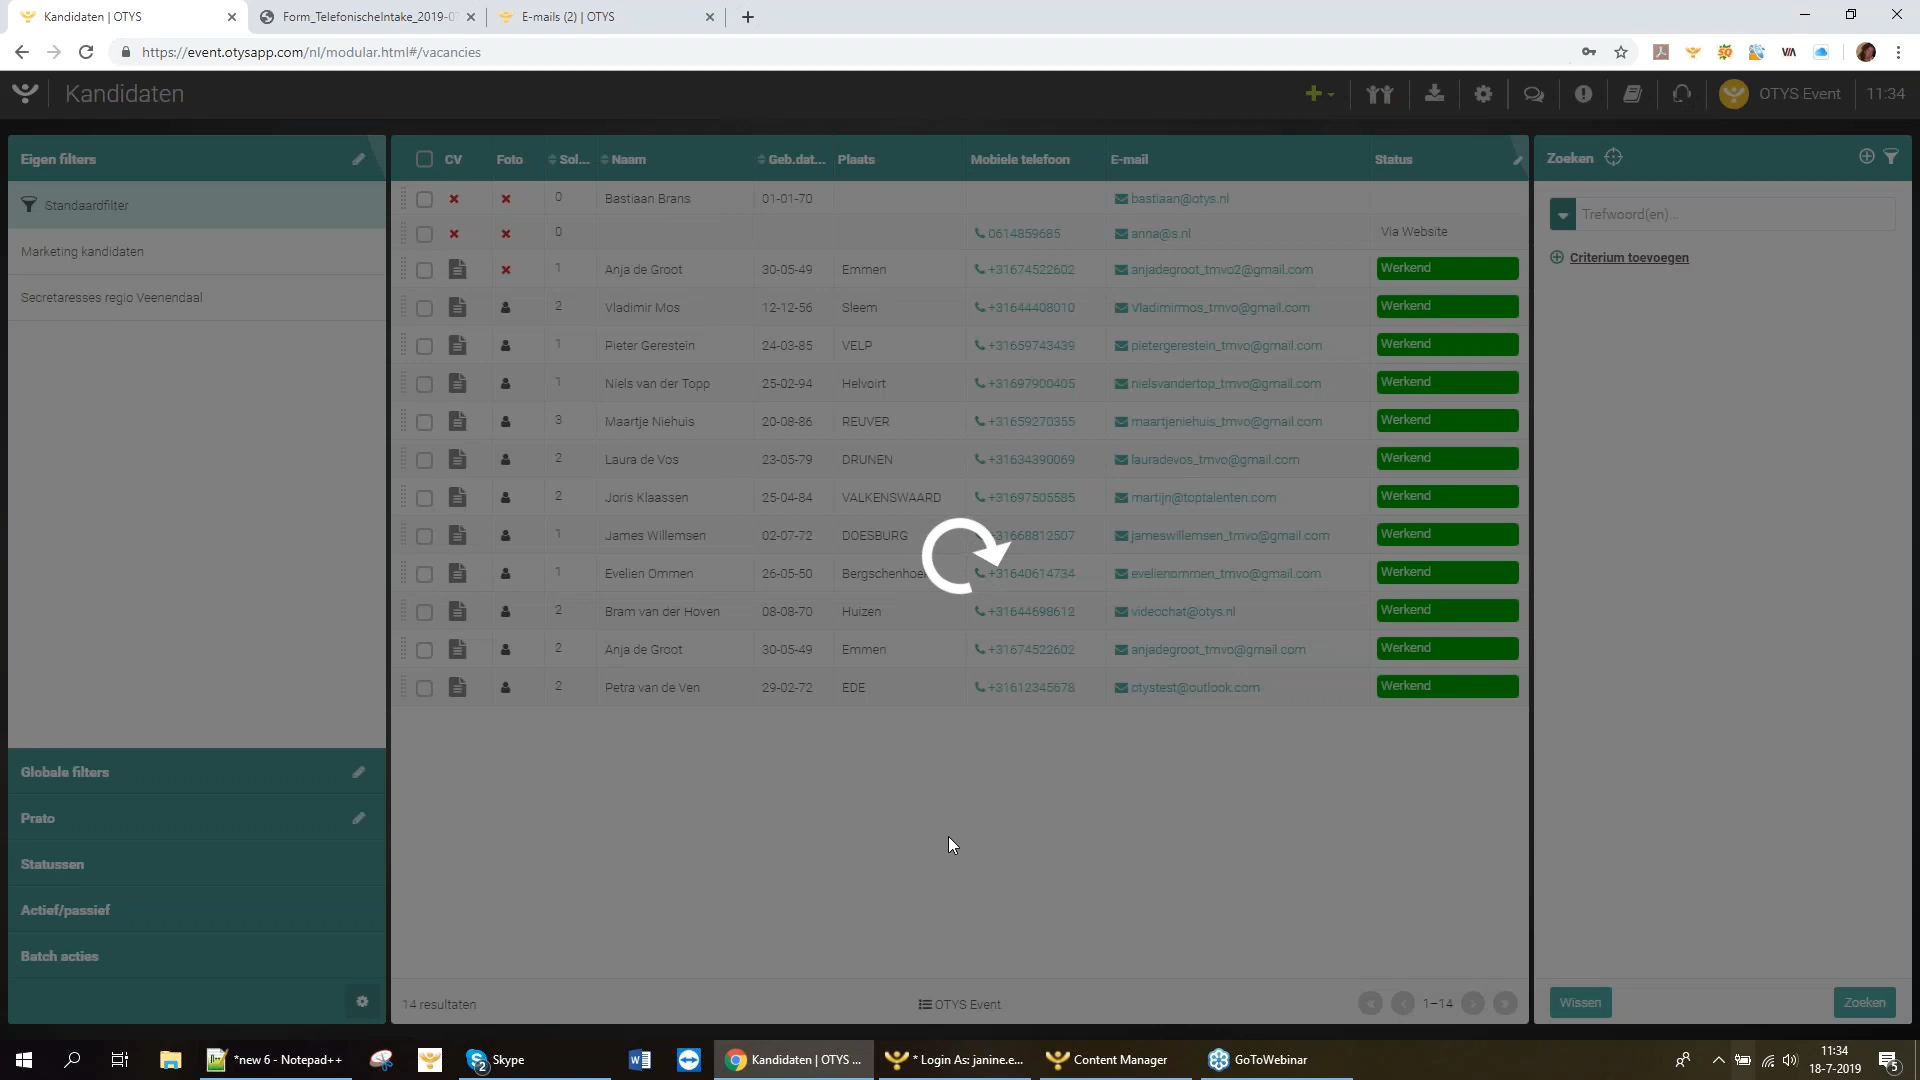 Kandidaten | OTYS
Form_TelefonischeIntake_2019-0
E-mails (2) | OTYS
https://event.otysapp.com/nl/modular.html#/vacancies
Kandidaten
OTYS Event
11:34
Eigen filters
Standaardfilter
Marketing kandidaten
Secretaresses regio Veenendaal
Globale filters
Prato
Statussen
Actief/passief
Batch acties
CV Foto Sol... Naam Geb.dat... Plaats Mobiele telefoon E-mail Status
0 Bastiaan Brans 01-01-70 bastiaan@otys.nl
0 0614859685 anna@s.nl Via Website
1 Anja de Groot 30-05-49 Emmen +31674522602 anjadegroot_tmvo2@gmail.com Werkend
2 Vladimir Mos 12-12-56 Sleem +31644408010 Vladimirmos_tmvo@gmail.com Werkend
1 Pieter Gerestein 24-03-85 VELP +31659743439 pietergerestein_tmvo@gmail.com Werkend
1 Niels van der Topp 25-02-94 Helvoirt +31697900405 nielsvandertop_tmvo@gmail.com Werkend
3 Maartje Niehuis 20-08-86 REUVER +31659270355 maartjeniehuis_tmvo@gmail.com Werkend
2 Laura de Vos 23-05-79 DRUNEN +31634390069 lauradevos_tmvo@gmail.com Werkend
2 Joris Klaassen 25-04-84 VALKENSWAARD +31697505585 martijn@toptalenten.com Werkend
1 James Willemsen 02-07-72 DOESBURG +31668812507 jameswillemsen_tmvo@gmail.com Werkend
1 Evelien Ommen 26-05-50 Bergschenhoe +31640614734 evelienommen_tmvo@gmail.com Werkend
2 Bram van der Hoven 08-08-70 Huizen +31644698612 videochat@otys.nl Werkend
2 Anja de Groot 30-05-49 Emmen +31674522602 anjadegroot_tmvo@gmail.com Werkend
2 Petra van de Ven 29-02-72 EDE +31612345678 otystest@outlook.com Werkend
14 resultaten
OTYS Event
1–14
Zoeken
Trefwoord(en)...
Criterium toevoegen
Wissen
Zoeken
*new 6 - Notepad++
2
Skype
Kandidaten | OTYS ...
* Login As: janine.e...
Content Manager
GoToWebinar
11:34
18-7-2019
5